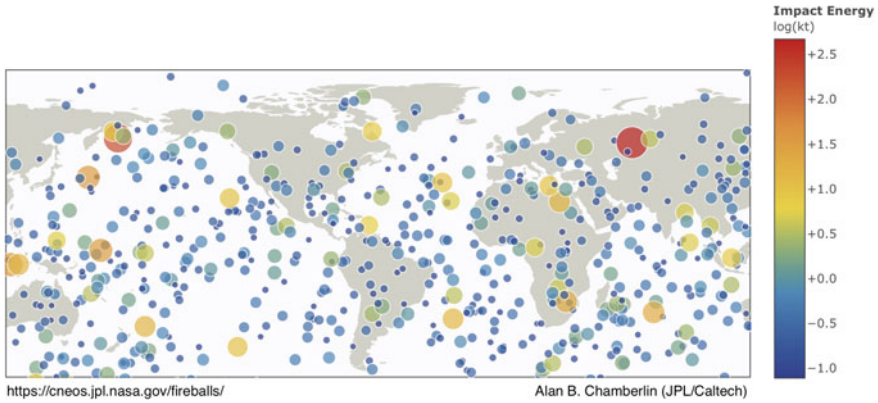 Impact Energy
log(kt)
+2.5
+2.0
+1.5
+1.0
+0.5
+0.0
−0.5
−1.0
https://cneos.jpl.nasa.gov/fireballs/
Alan B. Chamberlin (JPL/Caltech)